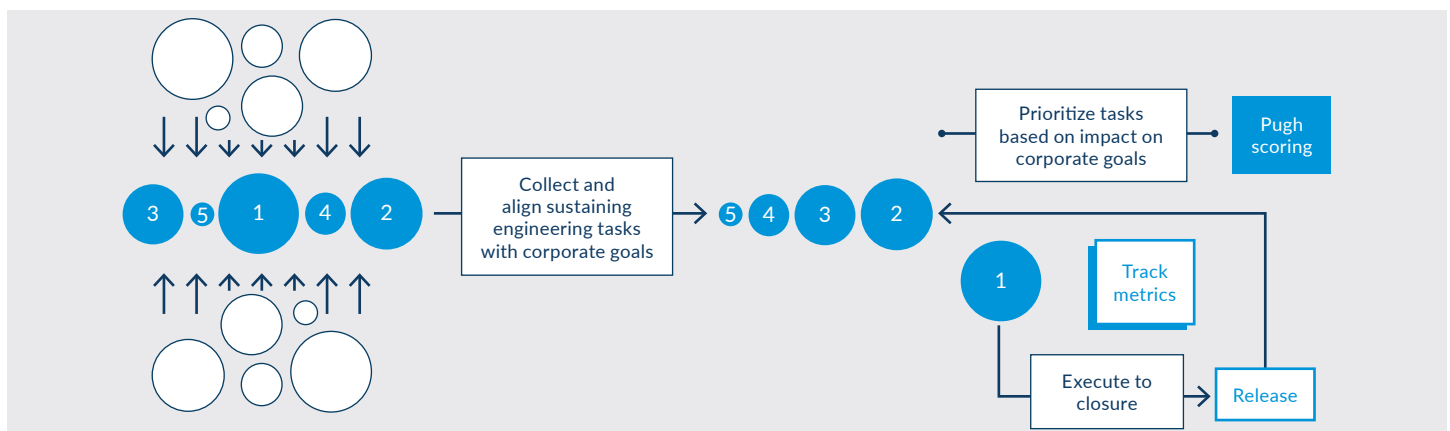 3
5
1
4
2
Collect and
align sustaining
engineering tasks
with corporate goals
5
4
3
2
Prioritize tasks
based on impact on
corporate goals
Pugh
scoring
1
Track
metrics
Execute to
closure
Release